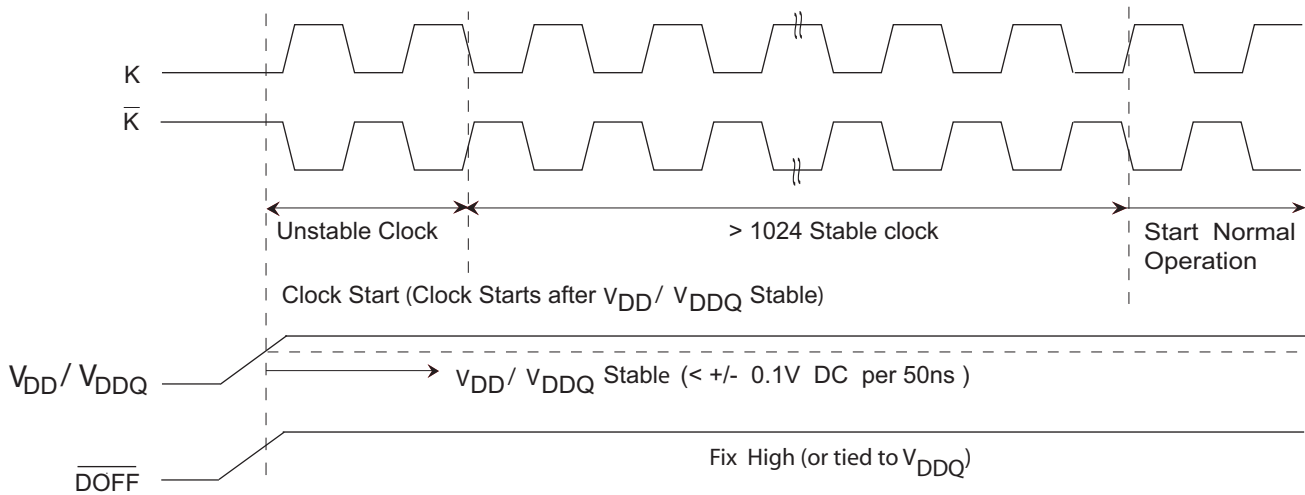 K
K̅
Unstable Clock
> 1024 Stable clock
Start Normal
Operation
Clock Start (Clock Starts after VDD / VDDQ Stable)
VDD / VDDQ
VDD / VDDQ Stable (< +/- 0.1V DC per 50ns )
Fix High (or tied to VDDQ)
D̅O̅F̅F̅